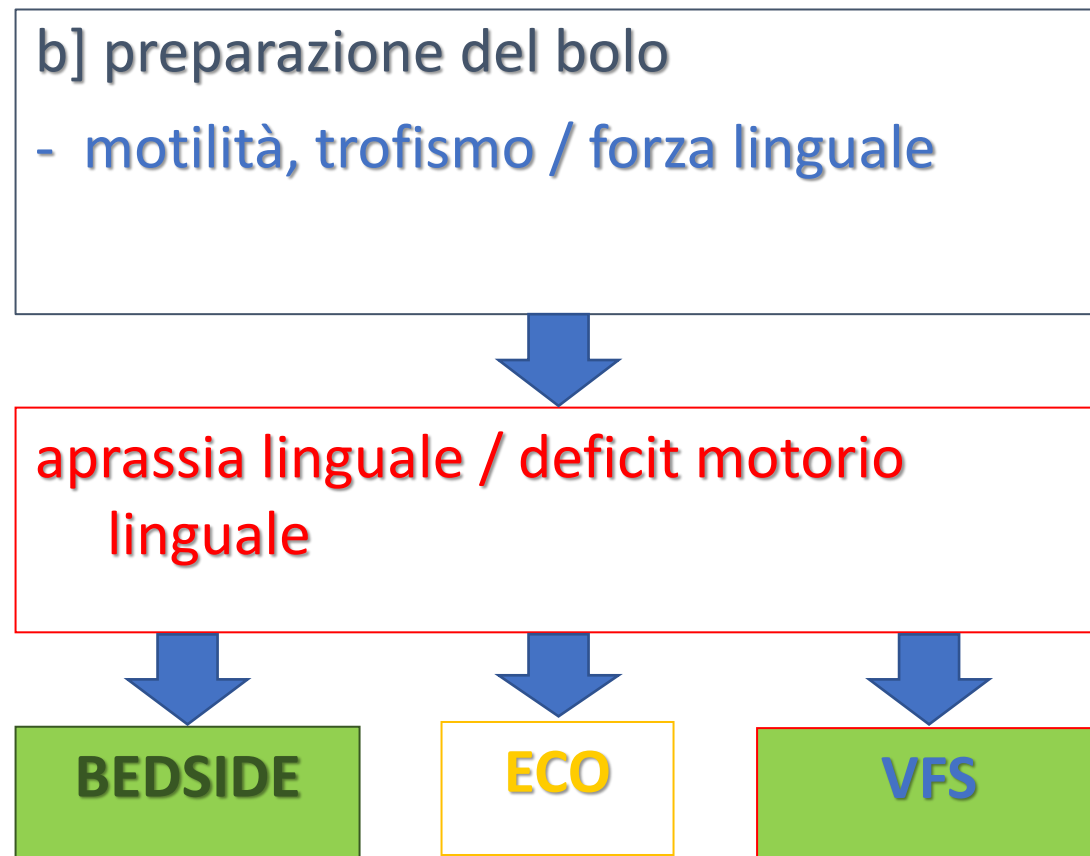 b] preparazione del bolo
- motilità, trofismo / forza linguale
aprassia linguale / deficit motorio
linguale
BEDSIDE
ECO
VFS